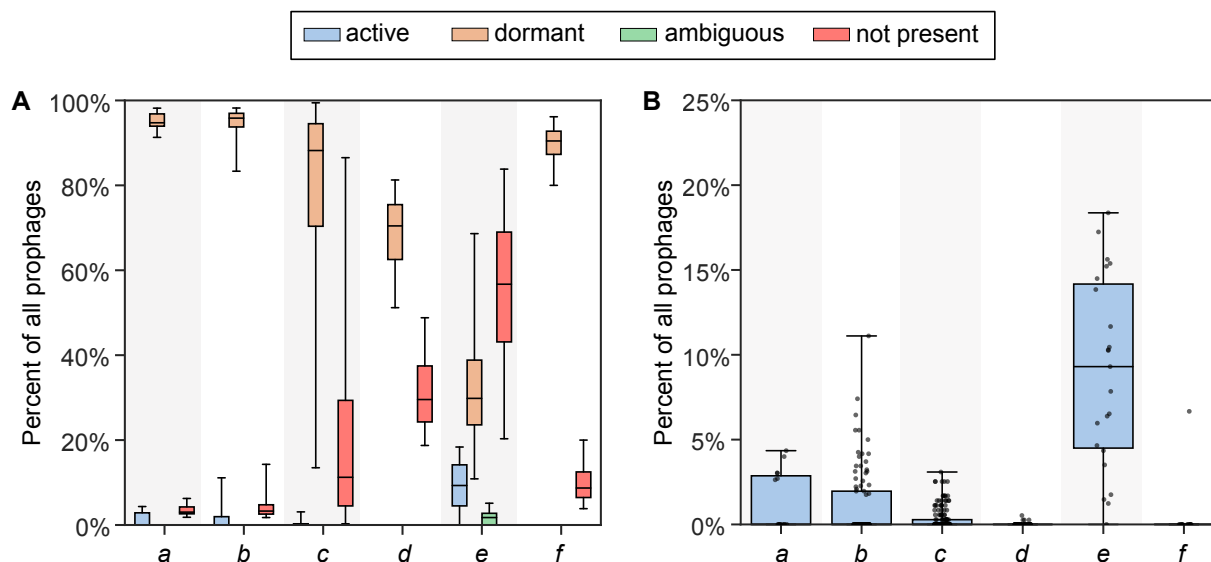 active dormant ambiguous not present
A
Percent of all prophages
100%
80%
60%
40%
20%
0%
a b c d e f
B
Percent of all prophages
25%
20%
15%
10%
5%
0%
a b c d e f